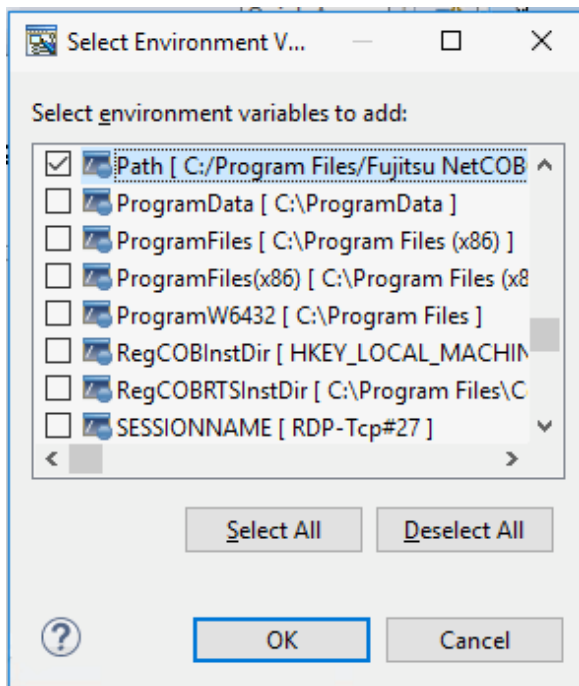 Select Environment V...
Select environment variables to add:
Path [ C:/Program Files/Fujitsu NetCOB
ProgramData [ C:\ProgramData ]
ProgramFiles [ C:\Program Files (x86) ]
ProgramFiles(x86) [ C:\Program Files (x8
ProgramW6432 [ C:\Program Files ]
RegCOBInstDir [ HKEY_LOCAL_MACHIN
RegCOBRTSInstDir [ C:\Program Files\C
SESSIONNAME [ RDP-Tcp#27 ]
Select All Deselect All
? OK Cancel